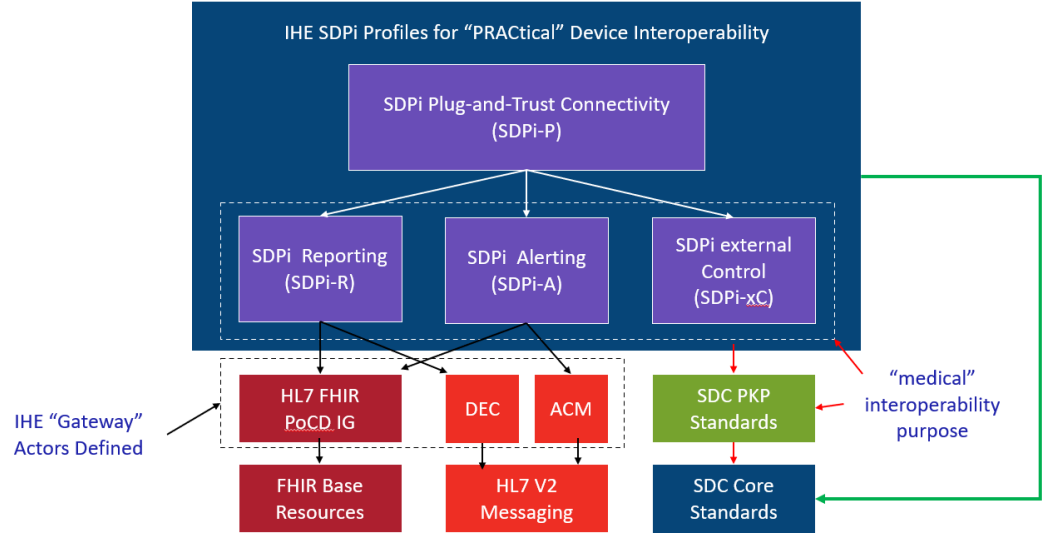 IHE SDPi Profiles for “PRACtical” Device Interoperability
SDPi Plug-and-Trust Connectivity
(SDPi-P)
SDPi  Reporting
(SDPi-R)
SDPi  Alerting
(SDPi-A)
SDPi external
Control
(SDPi-xC)
IHE “Gateway”
Actors Defined
HL7 FHIR
PoCD IG
DEC
ACM
SDC PKP
Standards
“medical”
interoperability
purpose
FHIR Base
Resources
HL7 V2
Messaging
SDC Core
Standards